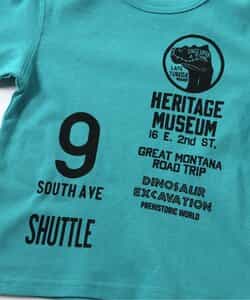 HERITAGE
MUSEUM
16 E. 2nd ST.
GREAT MONTANA
ROAD TRIP
DINOSAUR
EXCAVATION
PREHISTORIC WORLD
9
SOUTH AVE
SHUTTLE